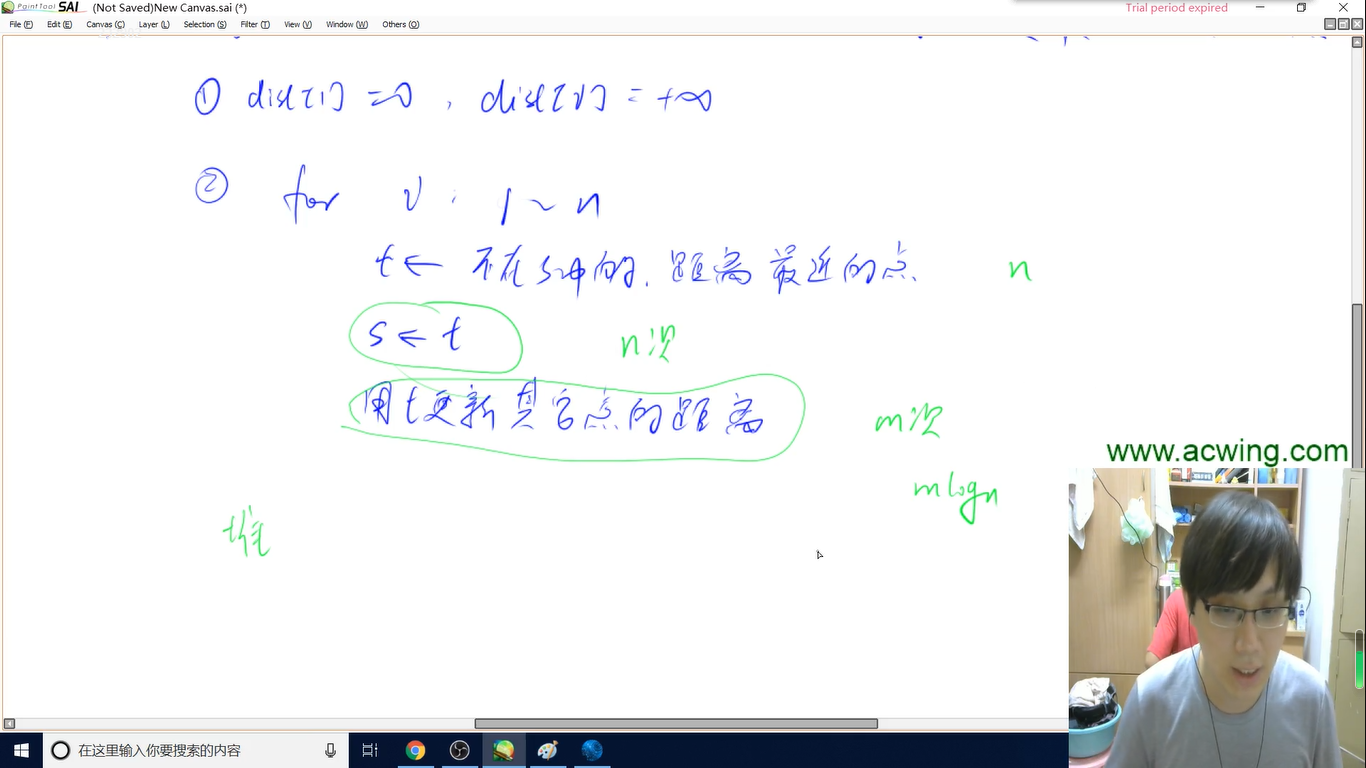 PaintTool SAI (Not Saved)New Canvas.sai (*) Trial period expired
File (F) Edit (E) Canvas (C) Layer (L) Selection (S) Filter (T) View (V) Window (W) Others (O)
① dist[1] = 0 , dist[v] = +∞
② for v : 1 ~ n
t ← 不在s中的. 距离最近的点 n
s ← t n次
用t更新其它点的距离 m次
www.acwing.com
mlogn
堆
在这里输入你要搜索的内容